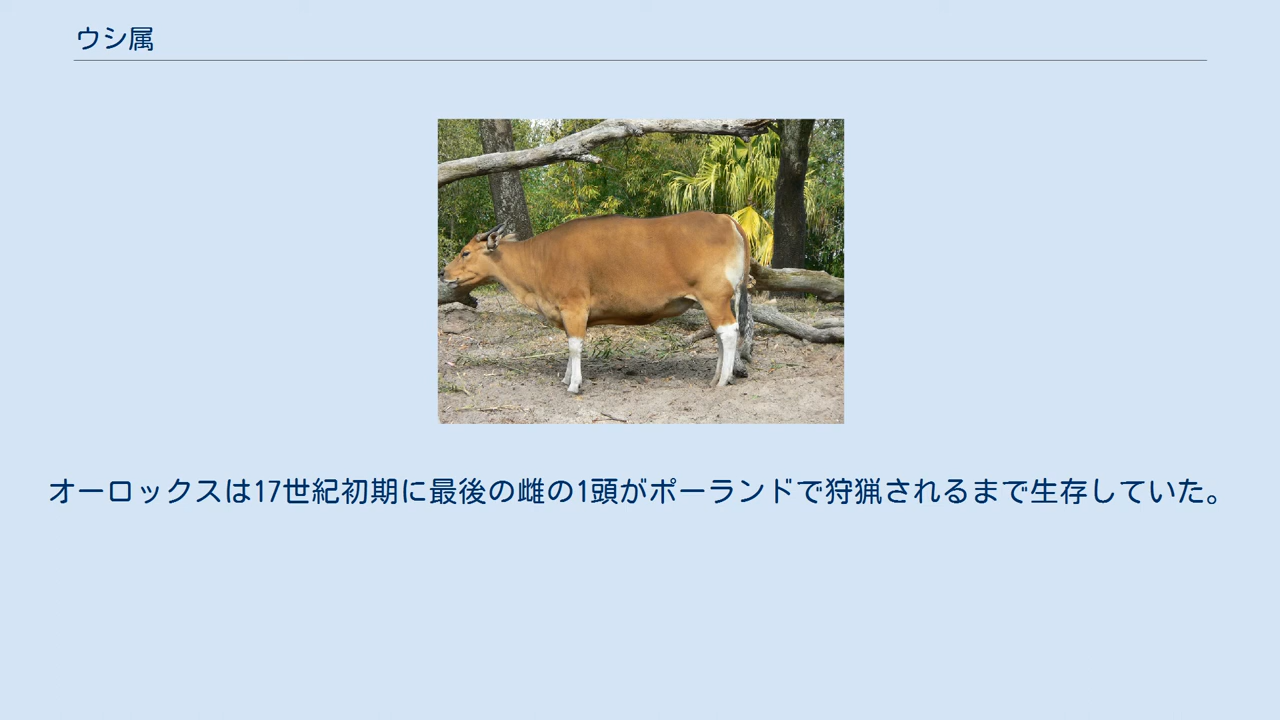 ウシ属
オーロックスは17世紀初期に最後の雌の1頭がポーランドで狩猟されるまで生存していた。